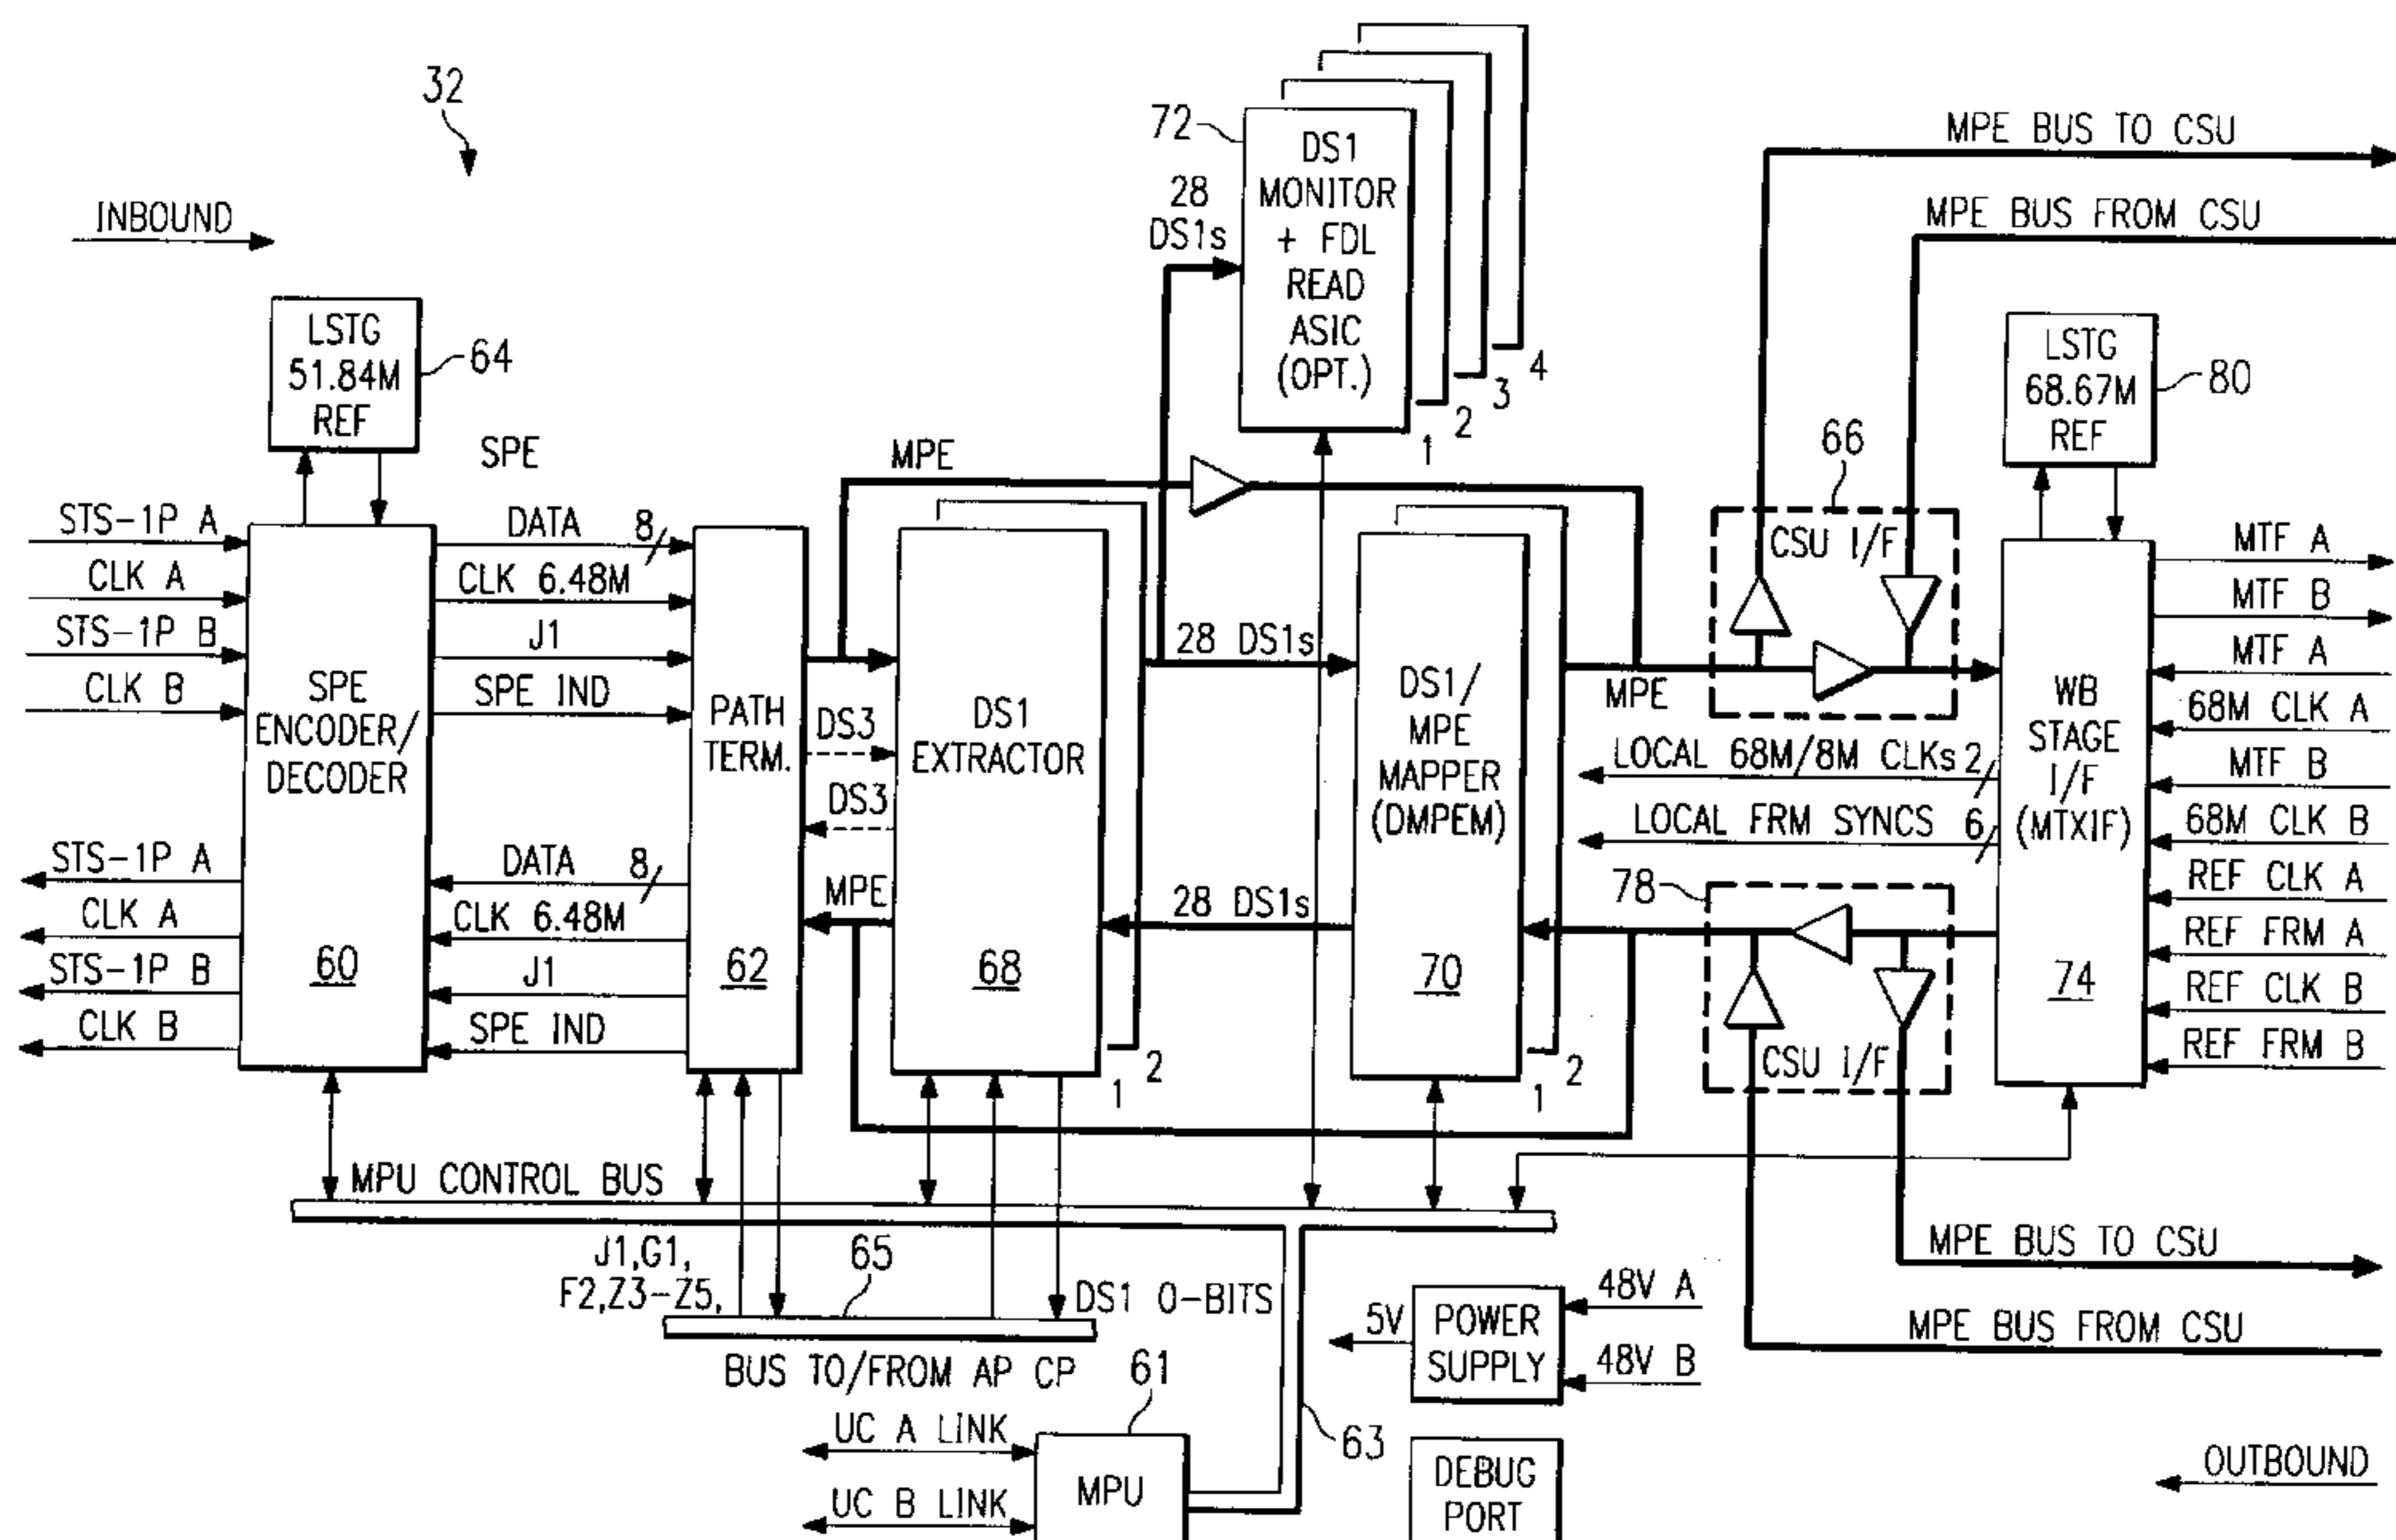 32
INBOUND
72
DS1
MONITOR
+ FDL
READ
ASIC
(OPT.)
1
2
3
4
28
DS1s
MPE BUS TO CSU
MPE BUS FROM CSU
LSTG
51.84M
REF
64
SPE
MPE
66
LSTG
68.67M
REF
80
STS-1P A
CLK A
STS-1P B
CLK B
SPE
ENCODER/
DECODER
60
STS-1P A
CLK A
STS-1P B
CLK B
DATA 8
CLK 6.48M
J1
SPE IND
DATA 8
CLK 6.48M
J1
SPE IND
PATH
TERM.
62
DS3
DS3
MPE
DS1
EXTRACTOR
68
1
2
28 DS1s
28 DS1s
DS1/
MPE
MAPPER
(DMPEM)
70
1
2
MPE
CSU I/F
LOCAL 68M/8M CLKs 2
LOCAL FRM SYNCS 6
78
CSU I/F
WB
STAGE
I/F
(MTXIF)
74
MTF A
MTF B
MTF A
68M CLK A
MTF B
68M CLK B
REF CLK A
REF FRM A
REF CLK B
REF FRM B
MPU CONTROL BUS
J1,G1,
F2,Z3-Z5,
65
DS1 O-BITS
BUS TO/FROM AP CP
61
UC A LINK
UC B LINK
MPU
63
5V
POWER
SUPPLY
48V A
48V B
DEBUG
PORT
MPE BUS TO CSU
MPE BUS FROM CSU
OUTBOUND